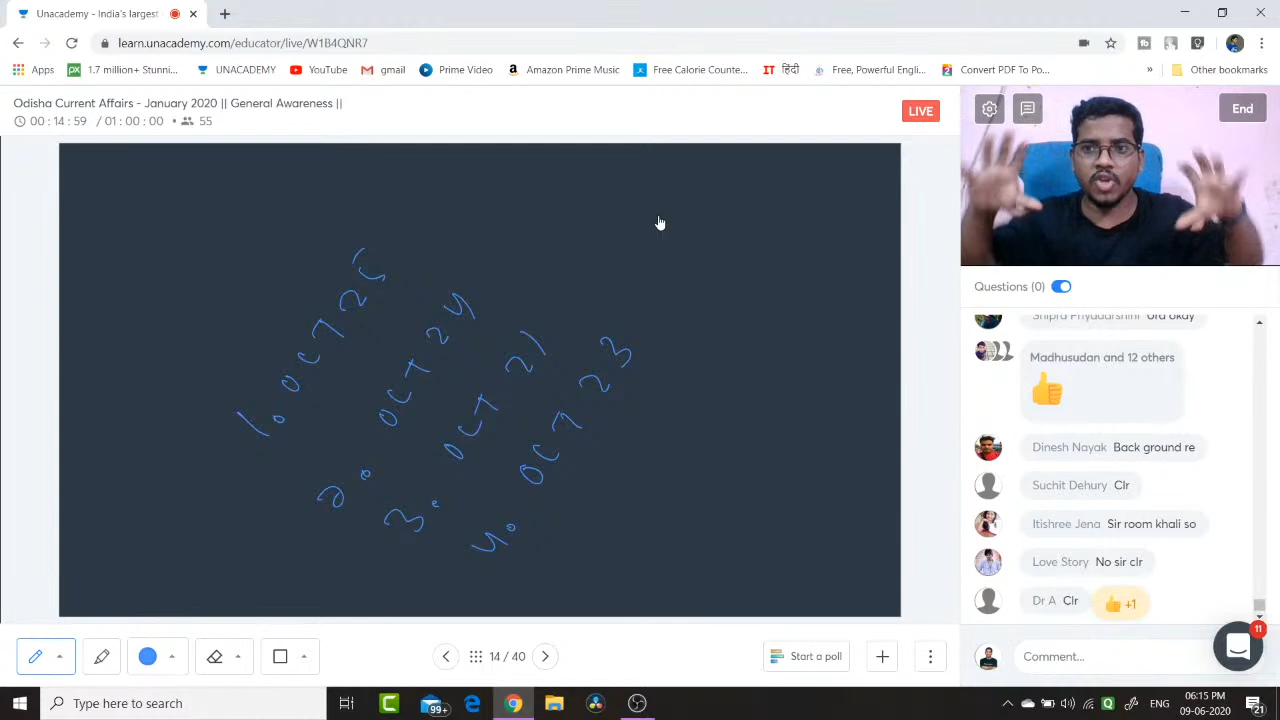 Unacademy - India's largest
learn.unacademy.com/educator/live/W1B4QNR7
Apps
1.7 million+ Stunni...
UNACADEMY
YouTube
gmail
Prime Video
Amazon Prime Music
Free Calorie Counte...
IT हिंदी
Free, Powerful Engli...
Convert PDF To Po...
»
Other bookmarks
Odisha Current Affairs - January 2020 || General Awareness ||
00 : 14 : 59 / 01 : 00 : 00 • 55
LIVE
End
1. OCT 25
2. OCT 24
3. OCT 21
4. OCT 23
Questions (0)
Shipra Priyadarshini Ura okay
Madhusudan and 12 others
Dinesh Nayak Back ground re
Suchit Dehury Clr
Itishree Jena Sir room khali so
Love Story No sir clr
Dr A Clr
+1
11
Comment...
14 / 40
Start a poll
Type here to search
99+
ENG
06:15 PM
09-06-2020
21